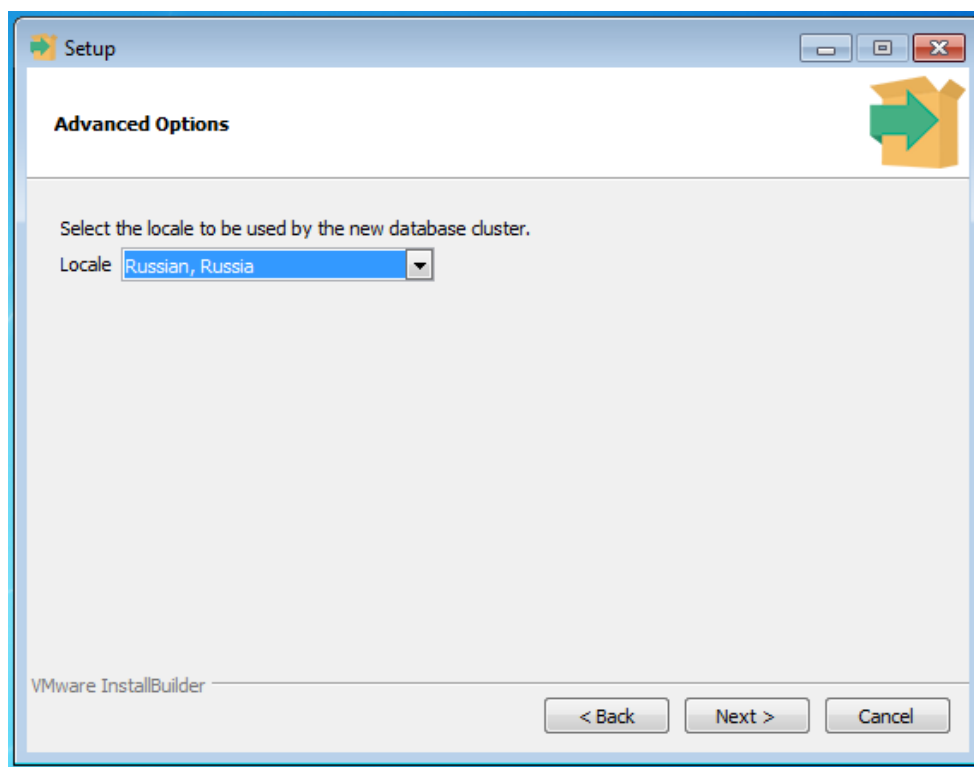 Setup
Advanced Options
Select the locale to be used by the new database cluster.
Locale Russian, Russia
VMware InstallBuilder
< Back Next > Cancel